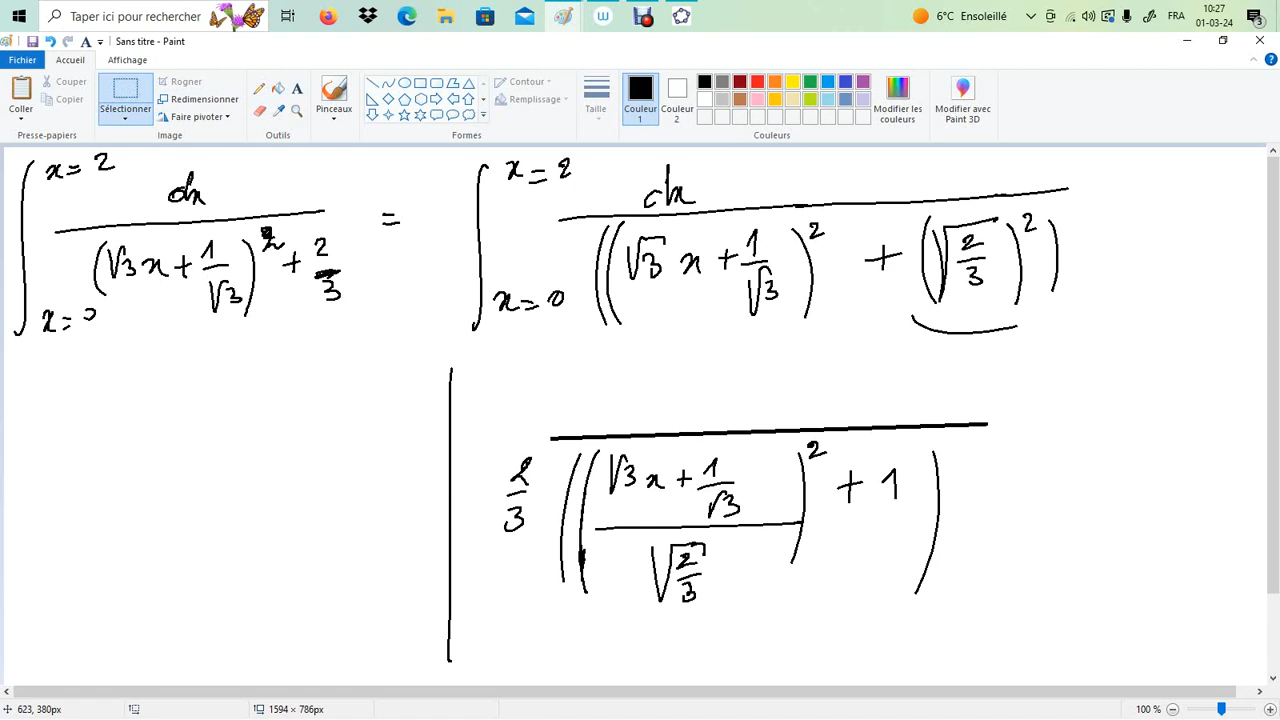 Taper ici pour rechercher
6°C Ensoleillé
FRA
10:27
01-03-24
3
Sans titre - Paint
Fichier
Accueil
Affichage
Coller
Couper
Copier
Presse-papiers
Sélectionner
Rogner
Redimensionner
Faire pivoter
Image
A
Outils
Pinceaux
Contour
Remplissage
Formes
Taille
Couleur 1
Couleur 2
Modifier les couleurs
Couleurs
Modifier avec Paint 3D
∫ x=2 x=0 dx / ((√3x + 1/√3)² + 2/3) = ∫ x=2 x=0 dx / ((√3 x + 1/√3)² + (√(2/3))²)
2/3 (((√3x + 1/√3) / √(2/3))² + 1)
623, 380px
1594 × 786px
100 %